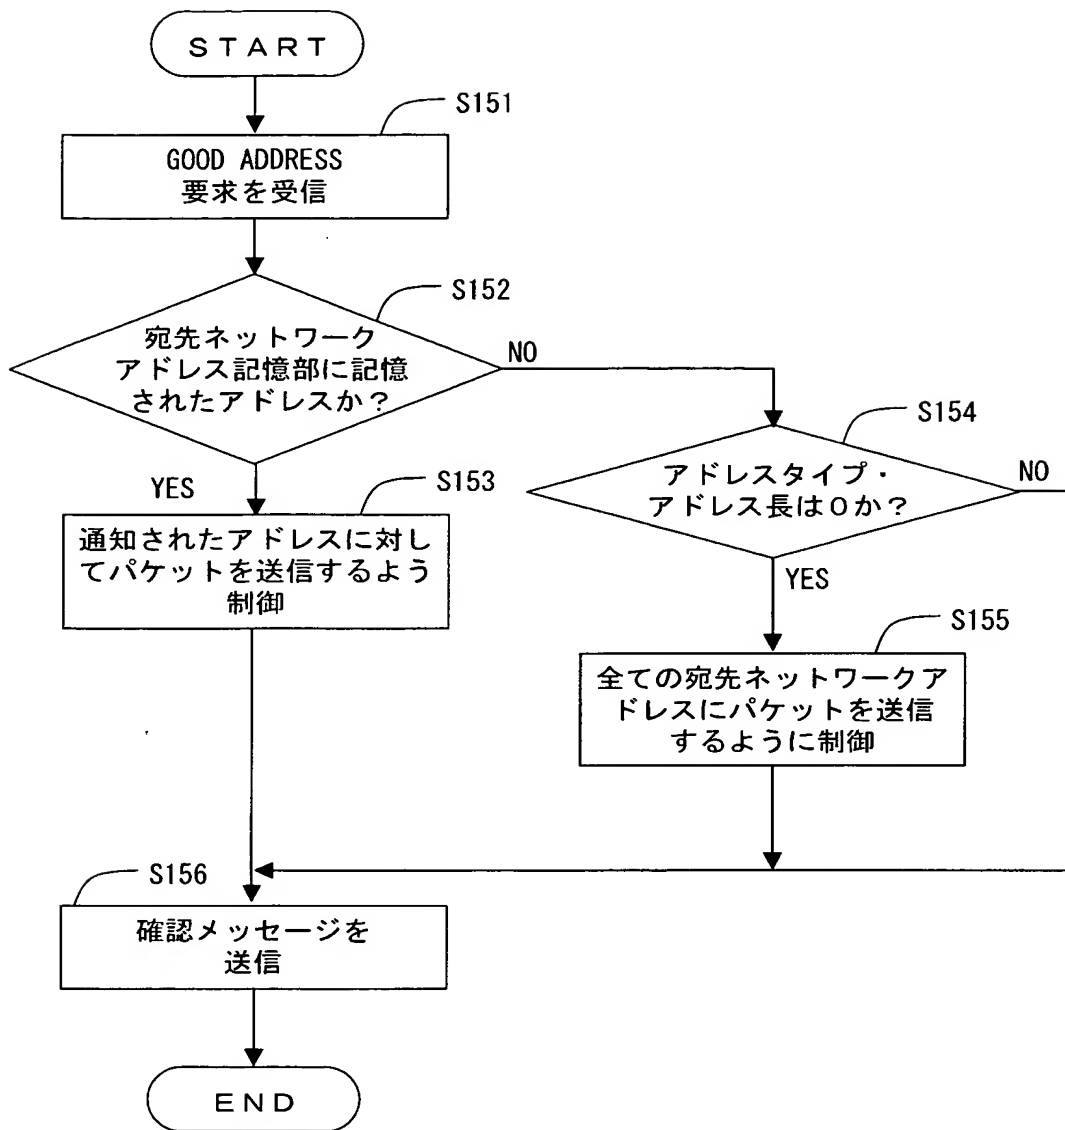 START
S151
GOOD ADDRESS
要求を受信
S152
宛先ネットワーク
アドレス記憶部に記憶
されたアドレスか？
NO
YES
S153
通知されたアドレスに対し
てパケットを送信するよう
制御
S154
アドレスタイプ・
アドレス長は０か？
NO
YES
S155
全ての宛先ネットワークア
ドレスにパケットを送信
するように制御
S156
確認メッセージを
送信
END